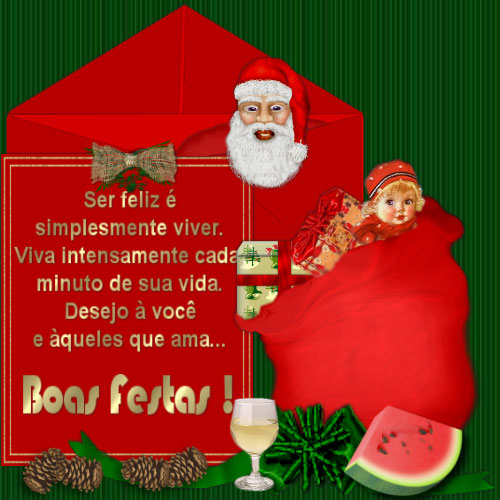 Ser feliz é
simplesmente viver.
Viva intensamente cada
minuto de sua vida.
Desejo à você
e àqueles que ama...
Boas Festas !